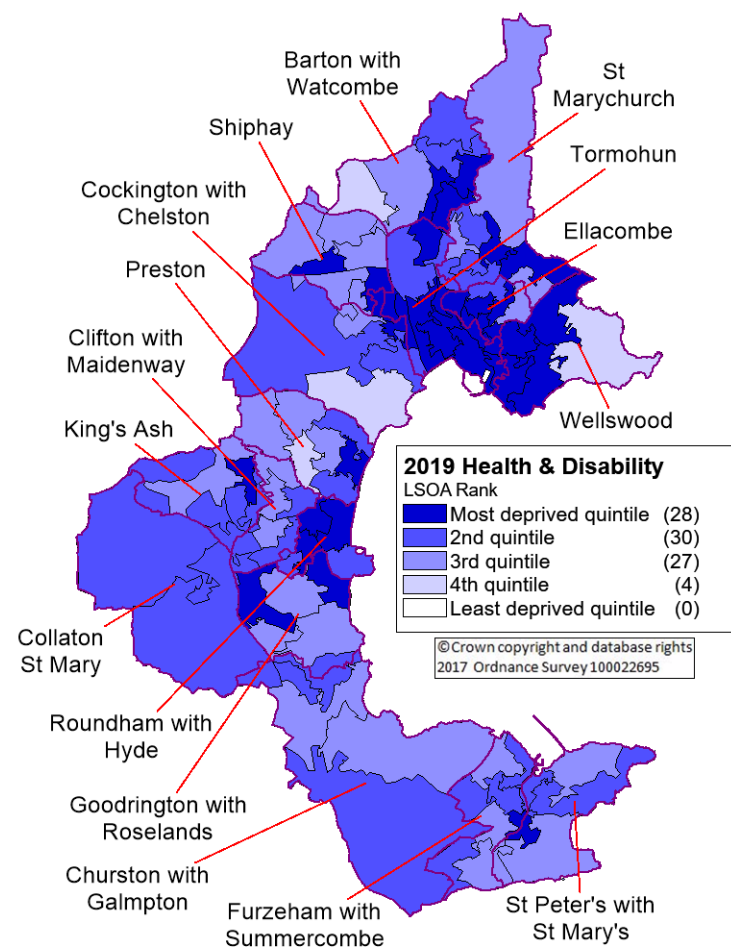 Barton with
Watcombe
St
Marychurch
Shiphay
Tormohun
Cockington with
Chelston
Ellacombe
Preston
Clifton with
Maidenway
Wellswood
King's Ash
2019 Health & Disability
LSOA Rank
Most deprived quintile (28)
2nd quintile (30)
3rd quintile (27)
4th quintile (4)
Least deprived quintile (0)
©Crown copyright and database rights
2017 Ordnance Survey 100022695
Collaton
St Mary
Roundham with
Hyde
Goodrington with
Roselands
Churston with
Galmpton
Furzeham with
Summercombe
St Peter's with
St Mary's